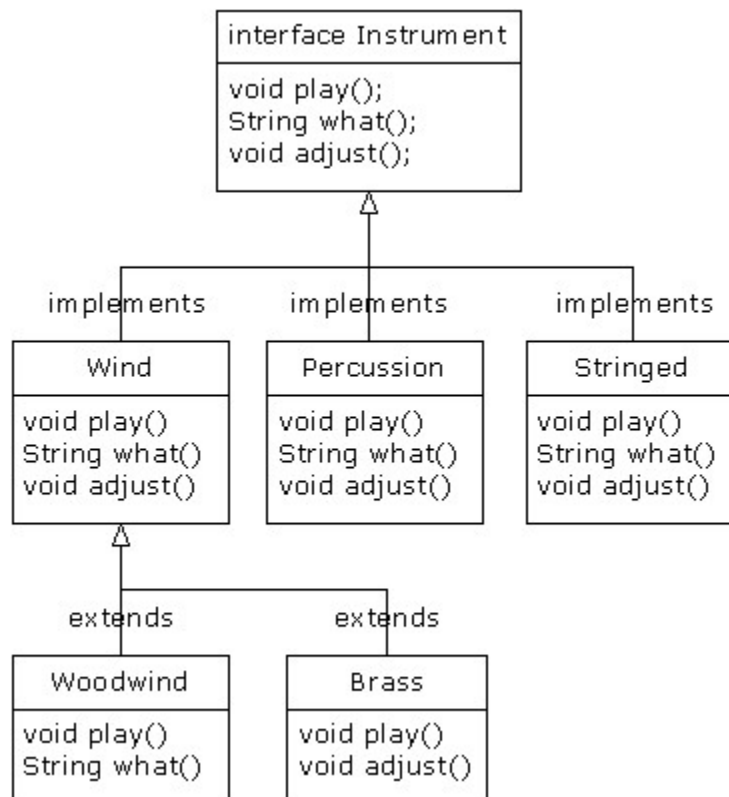 interface Instrument
void play();
String what();
void adjust();
implements
implements
implements
Wind
void play()
String what()
void adjust()
Percussion
void play()
String what()
void adjust()
Stringed
void play()
String what()
void adjust()
extends
extends
Woodwind
void play()
String what()
Brass
void play()
void adjust()